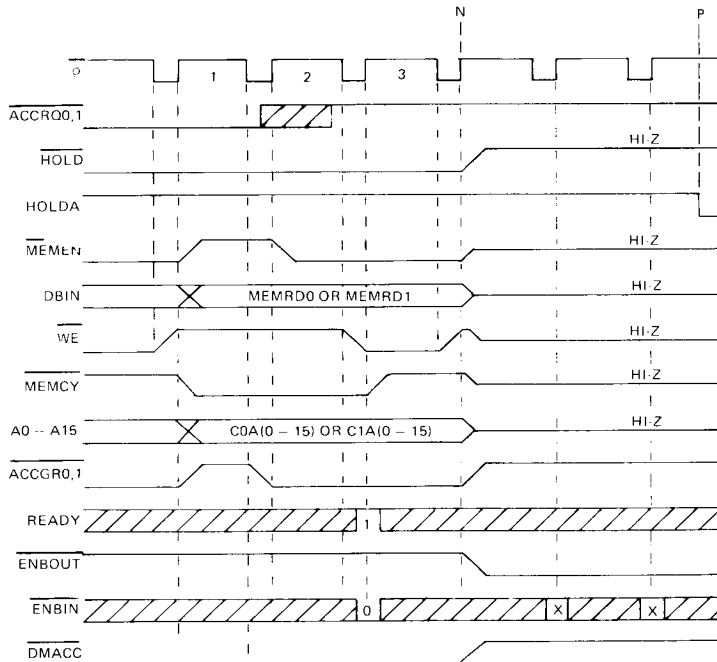 N P
φ 1 2 3
ACCRQ0,1
HOLD HI-Z
HOLDA
MEMEN HI-Z
DBIN MEMRD0 OR MEMRD1 HI-Z
WE HI-Z
MEMCY HI-Z
A0 -- A15 C0A(0 – 15) OR C1A(0 – 15) HI-Z
ACCGR0,1
READY 1
ENBOUT
ENBIN 0 X X
DMACC